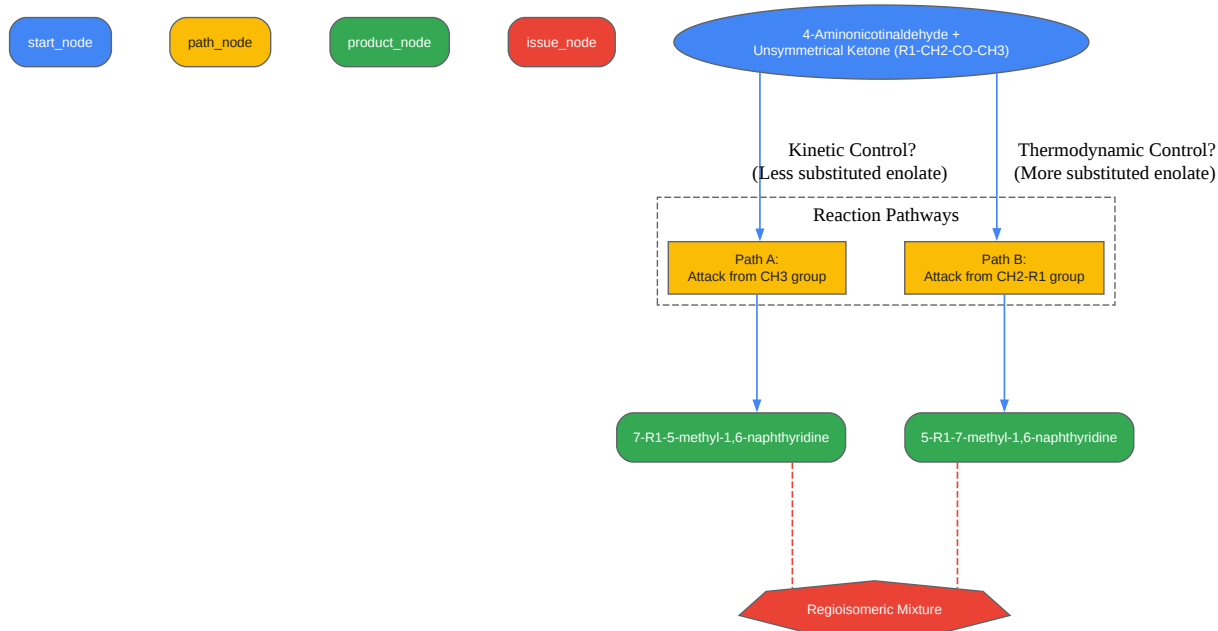 start_node
path_node
product_node
issue_node
4-Aminonicotinaldehyde +
Unsymmetrical Ketone (R1-CH2-CO-CH3)
Kinetic Control?
(Less substituted enolate)
Thermodynamic Control?
(More substituted enolate)
Reaction Pathways
Path A:
Attack from CH3 group
Path B:
Attack from CH2-R1 group
7-R1-5-methyl-1,6-naphthyridine
5-R1-7-methyl-1,6-naphthyridine
Regioisomeric Mixture